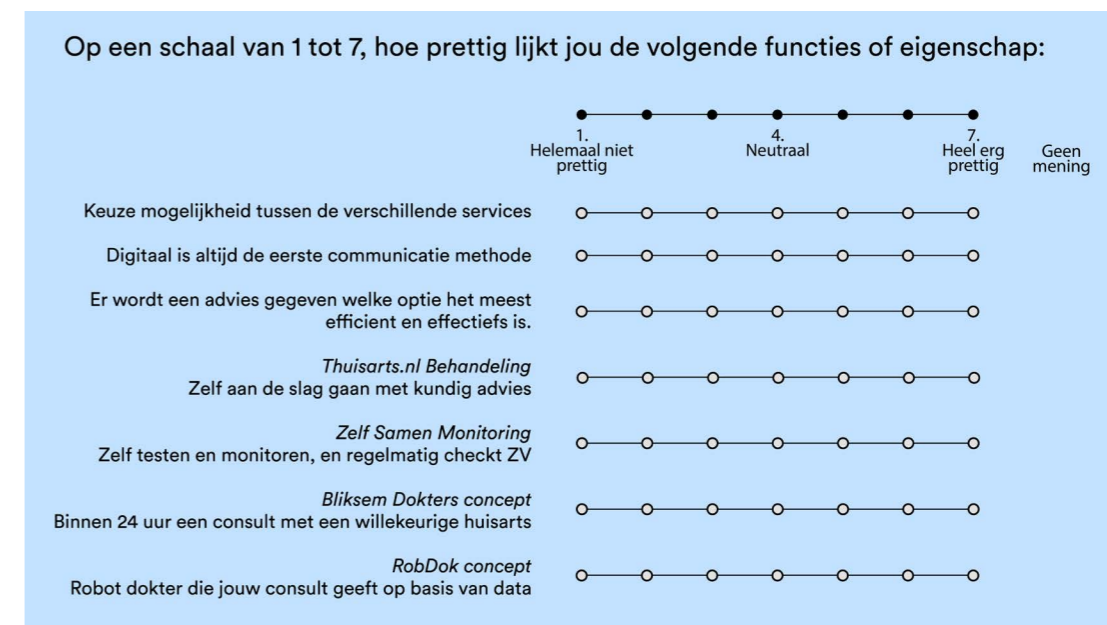 Op een schaal van 1 tot 7, hoe prettig lijkt jou de volgende functies of eigenschap:
1.
Helemaal niet
prettig
4.
Neutraal
7.
Heel erg
prettig
Geen
mening
Keuze mogelijkheid tussen de verschillende services
Digitaal is altijd de eerste communicatie methode
Er wordt een advies gegeven welke optie het meest
efficient en effectiefs is.
Thuisarts.nl Behandeling
Zelf aan de slag gaan met kundig advies
Zelf Samen Monitoring
Zelf testen en monitoren, en regelmatig checkt ZV
Bliksem Dokters concept
Binnen 24 uur een consult met een willekeurige huisarts
RobDok concept
Robot dokter die jouw consult geeft op basis van data